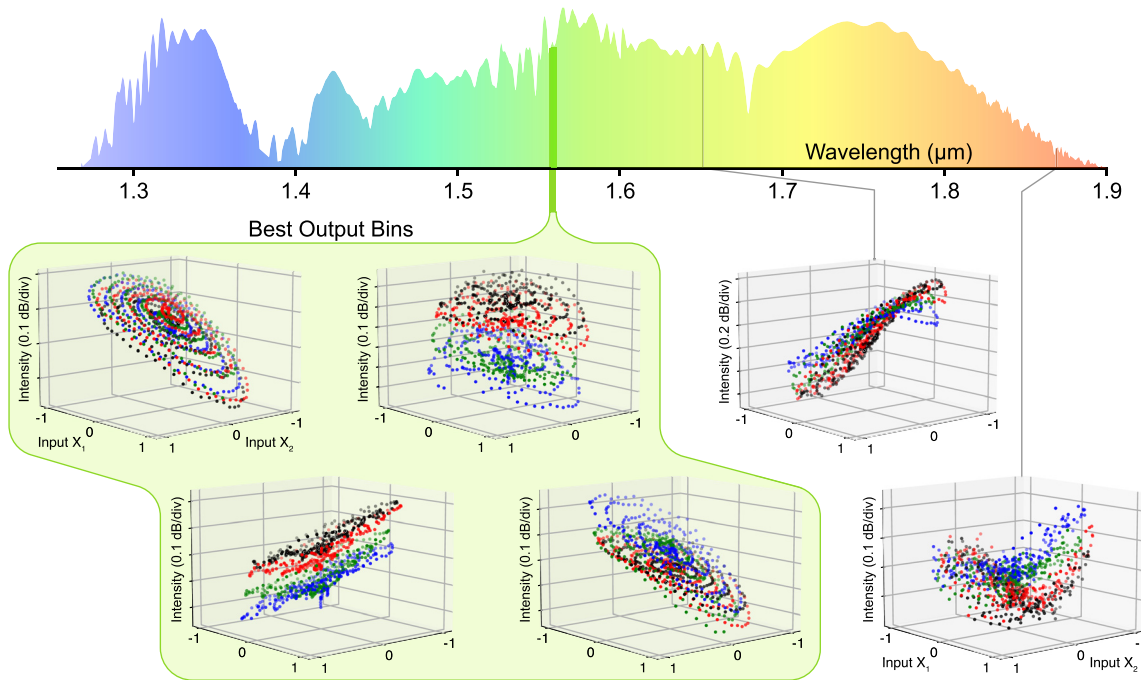 Wavelength (µm)
1.3 1.4 1.5 1.6 1.7 1.8 1.9
Best Output Bins
Intensity (0.1 dB/div)
-1 0 1 1 0 -1
Input X1 Input X2
Intensity (0.1 dB/div)
-1 0 1 1 0 -1
Intensity (0.2 dB/div)
-1 0 1 1 0 -1
Intensity (0.1 dB/div)
-1 0 1 1 0 -1
Intensity (0.1 dB/div)
-1 0 1 1 0 -1
Intensity (0.1 dB/div)
-1 0 1 1 0 -1
Input X1 Input X2